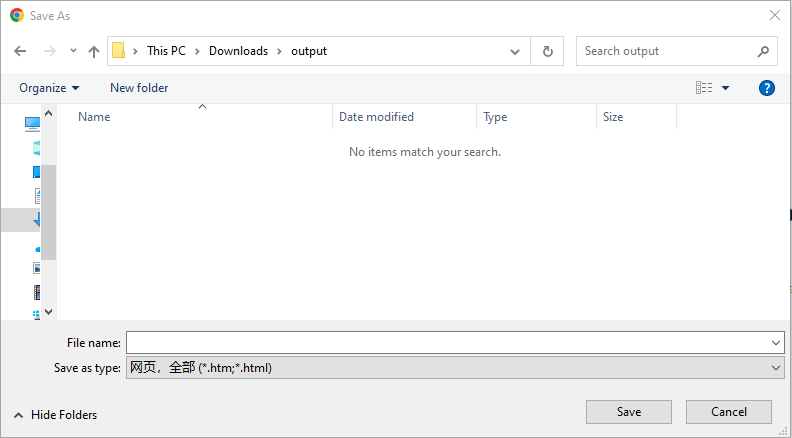 Save As
This PC > Downloads > output
Search output
Organize
New folder
?
Name
Date modified
Type
Size
No items match your search.
File name:
Save as type: 网页，全部 (*.htm;*.html)
Hide Folders
Save
Cancel